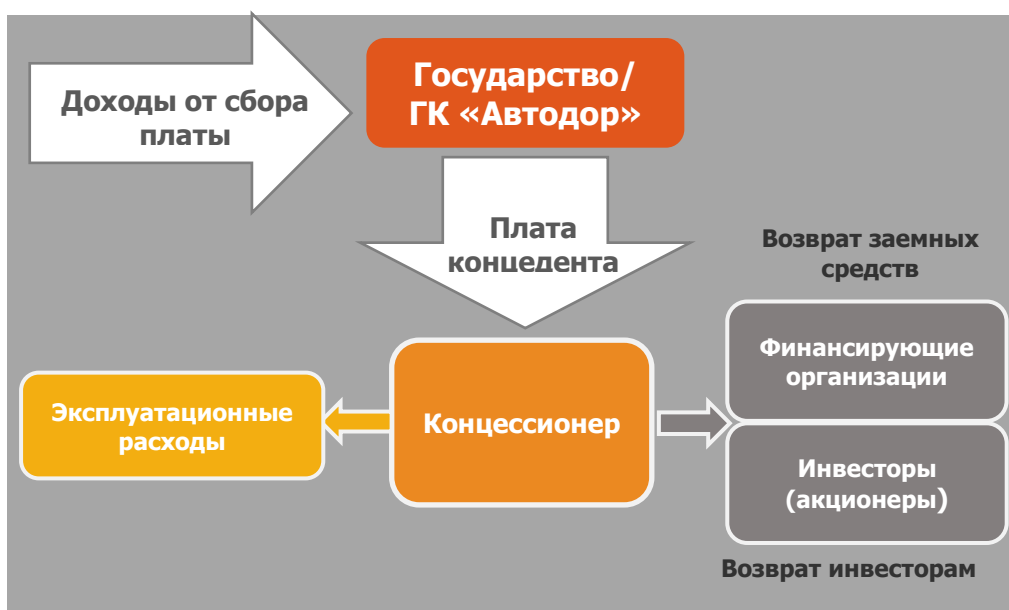 Доходы от сбора
платы
Государство/
ГК «Автодор»
Плата
концедента
Возврат заемных
средств
Финансирующие
организации
Эксплуатационные
расходы
Концессионер
Инвесторы
(акционеры)
Возврат инвесторам